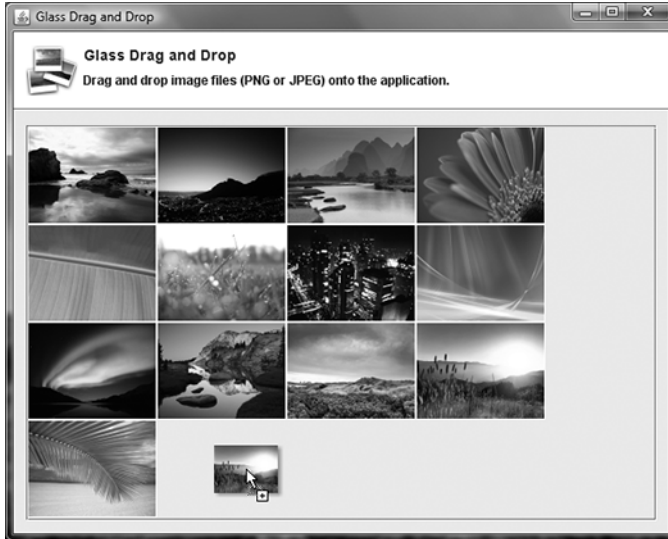 Glass Drag and Drop
Glass Drag and Drop
Drag and drop image files (PNG or JPEG) onto the application.